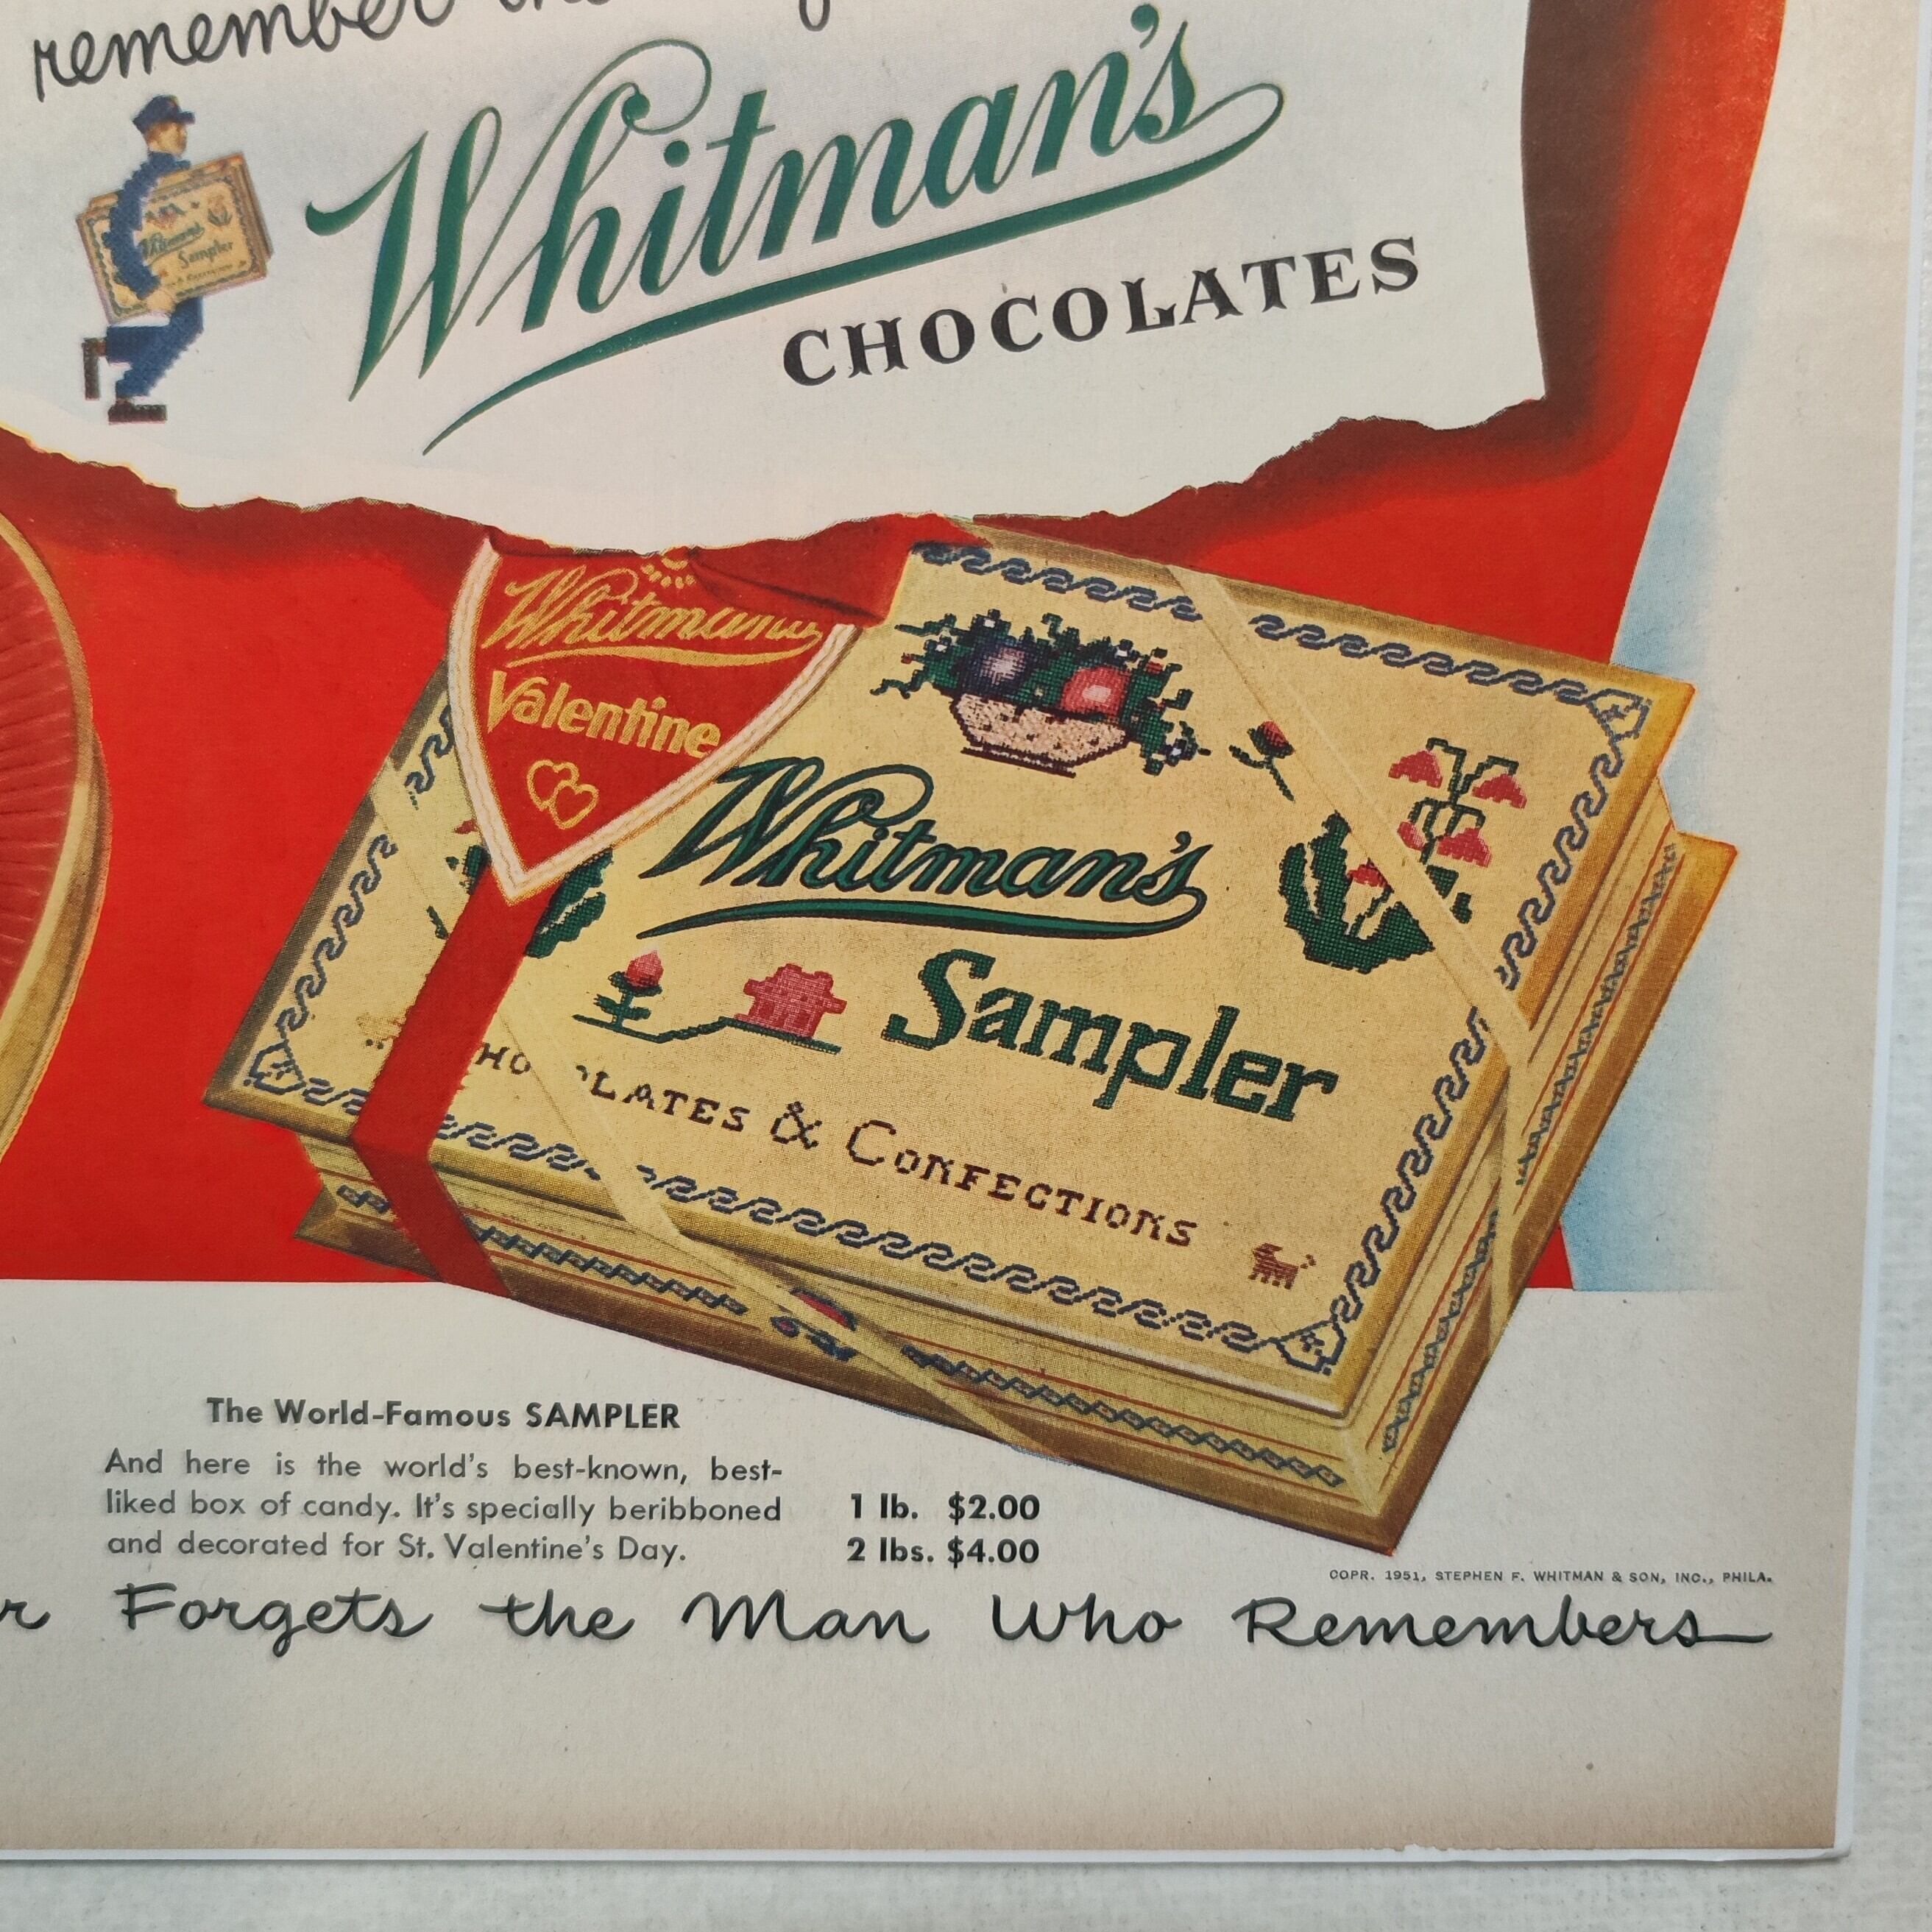 remember
Whitman's
CHOCOLATES
Whitman's
Sampler
Whitman's
Valentine
Whitman's
Sampler
CHOCOLATES & CONFECTIONS
The World-Famous SAMPLER
And here is the world's best-known, best-
liked box of candy. It's specially beribboned
and decorated for St. Valentine's Day.
1 lb. $2.00
2 lbs. $4.00
COPR. 1951, STEPHEN F. WHITMAN & SON, INC., PHILA.
Forgets the Man Who Remembers